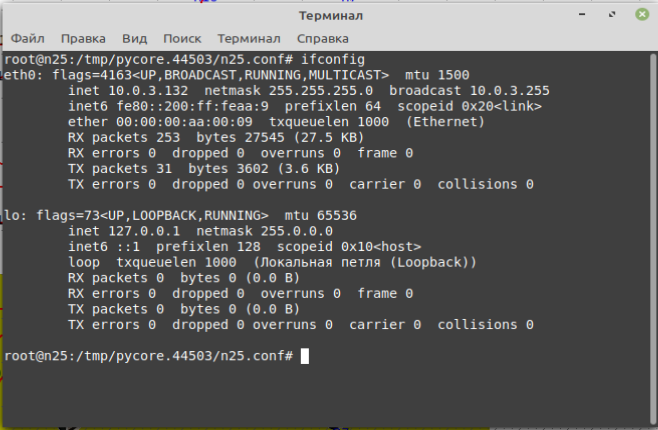 Терминал
Файл Правка Вид Поиск Терминал Справка
root@n25:/tmp/pycore.44503/n25.conf# ifconfig
eth0: flags=4163<UP,BROADCAST,RUNNING,MULTICAST>  mtu 1500
        inet 10.0.3.132  netmask 255.255.255.0  broadcast 10.0.3.255
        inet6 fe80::200:ff:feaa:9  prefixlen 64  scopeid 0x20<link>
        ether 00:00:00:aa:00:09  txqueuelen 1000  (Ethernet)
        RX packets 253  bytes 27545 (27.5 KB)
        RX errors 0  dropped 0  overruns 0  frame 0
        TX packets 31  bytes 3602 (3.6 KB)
        TX errors 0  dropped 0 overruns 0  carrier 0  collisions 0

lo: flags=73<UP,LOOPBACK,RUNNING>  mtu 65536
        inet 127.0.0.1  netmask 255.0.0.0
        inet6 ::1  prefixlen 128  scopeid 0x10<host>
        loop  txqueuelen 1000  (Локальная петля (Loopback))
        RX packets 0  bytes 0 (0.0 B)
        RX errors 0  dropped 0  overruns 0  frame 0
        TX packets 0  bytes 0 (0.0 B)
        TX errors 0  dropped 0 overruns 0  carrier 0  collisions 0

root@n25:/tmp/pycore.44503/n25.conf#